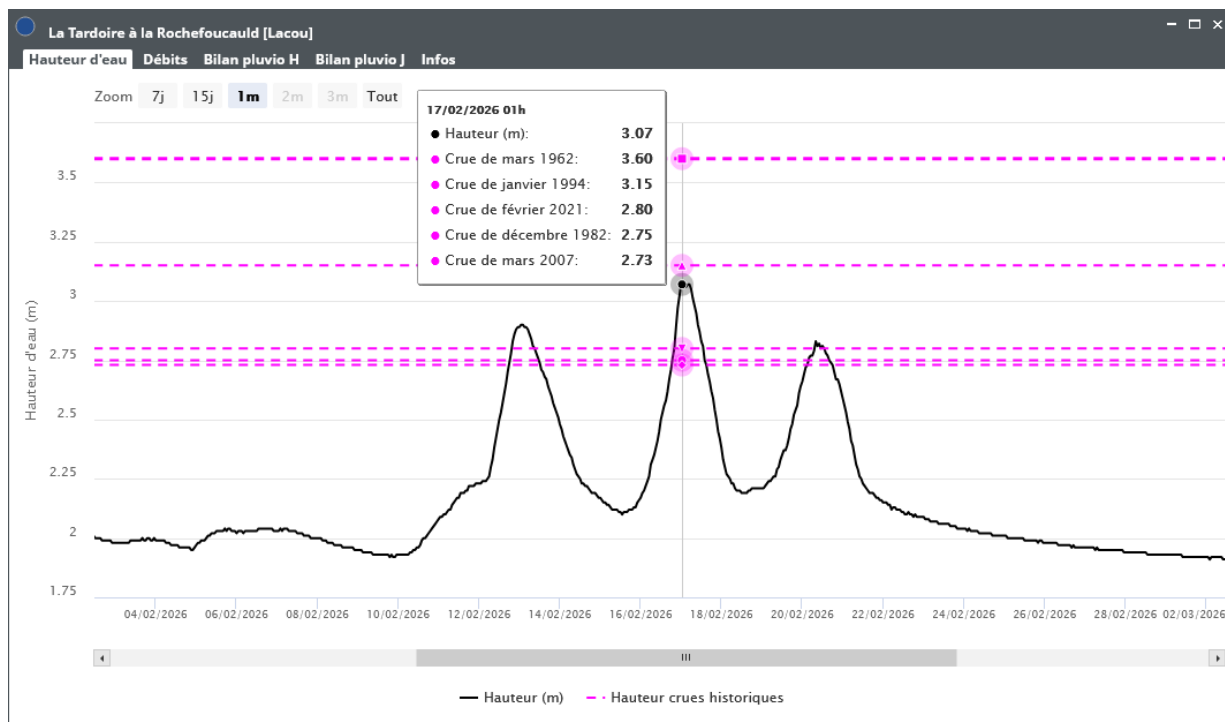 La Tardoire à la Rochefoucauld [Lacou]
Hauteur d'eau Débits Bilan pluvio H Bilan pluvio J Infos
Zoom 7j 15j 1m 2m 3m Tout
17/02/2026 01h
Hauteur (m): 3.07
Crue de mars 1962: 3.60
Crue de janvier 1994: 3.15
Crue de février 2021: 2.80
Crue de décembre 1982: 2.75
Crue de mars 2007: 2.73
Hauteur d'eau (m)
3.5
3.25
3
2.75
2.5
2.25
2
1.75
04/02/2026 06/02/2026 08/02/2026 10/02/2026 12/02/2026 14/02/2026 16/02/2026 18/02/2026 20/02/2026 22/02/2026 24/02/2026 26/02/2026 28/02/2026 02/03/2026
Hauteur (m) Hauteur crues historiques